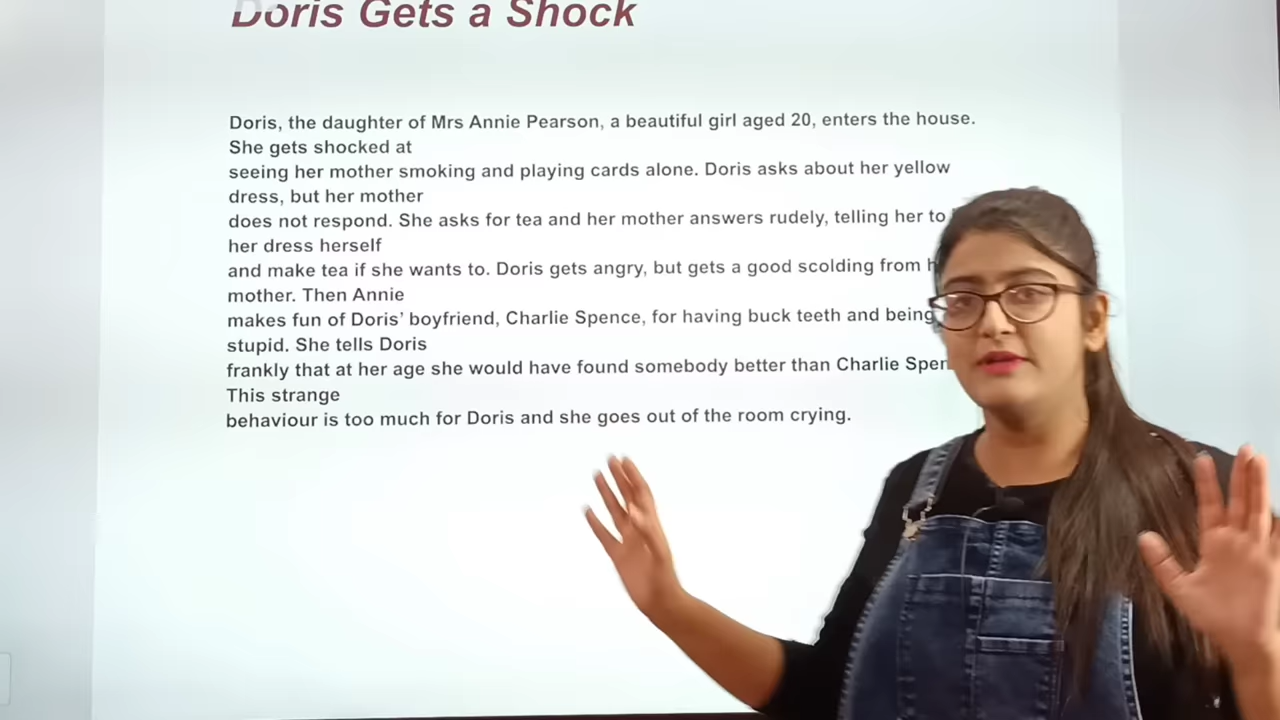 Doris Gets a Shock
Doris, the daughter of Mrs Annie Pearson, a beautiful girl aged 20, enters the house.
She gets shocked at
seeing her mother smoking and playing cards alone. Doris asks about her yellow
dress, but her mother
does not respond. She asks for tea and her mother answers rudely, telling her to
her dress herself
and make tea if she wants to. Doris gets angry, but gets a good scolding from
mother. Then Annie
makes fun of Doris' boyfriend, Charlie Spence, for having buck teeth and being
stupid. She tells Doris
frankly that at her age she would have found somebody better than Charlie
This strange
behaviour is too much for Doris and she goes out of the room crying.